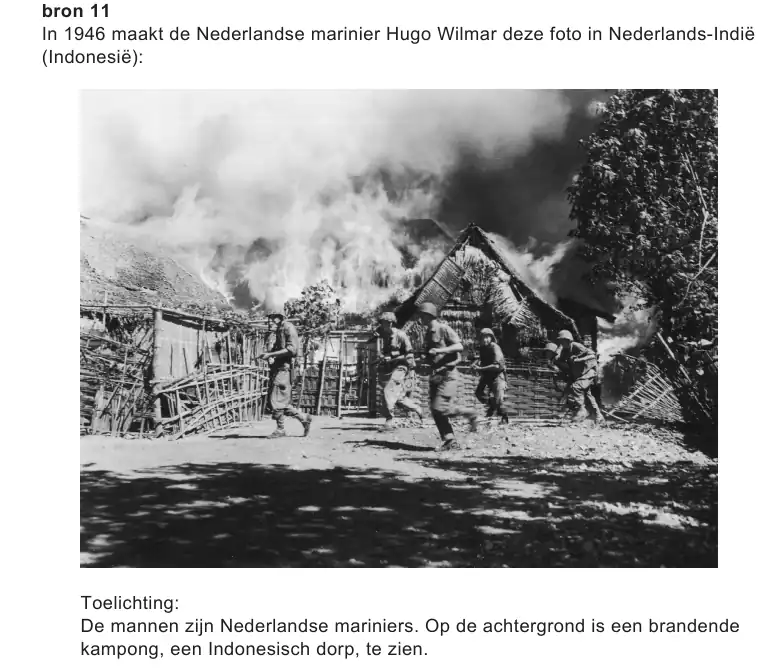 bron 11
In 1946 maakt de Nederlandse marinier Hugo Wilmar deze foto in Nederlands-Indië
(Indonesië):
Toelichting:
De mannen zijn Nederlandse mariniers. Op de achtergrond is een brandende
kampong, een Indonesisch dorp, te zien.